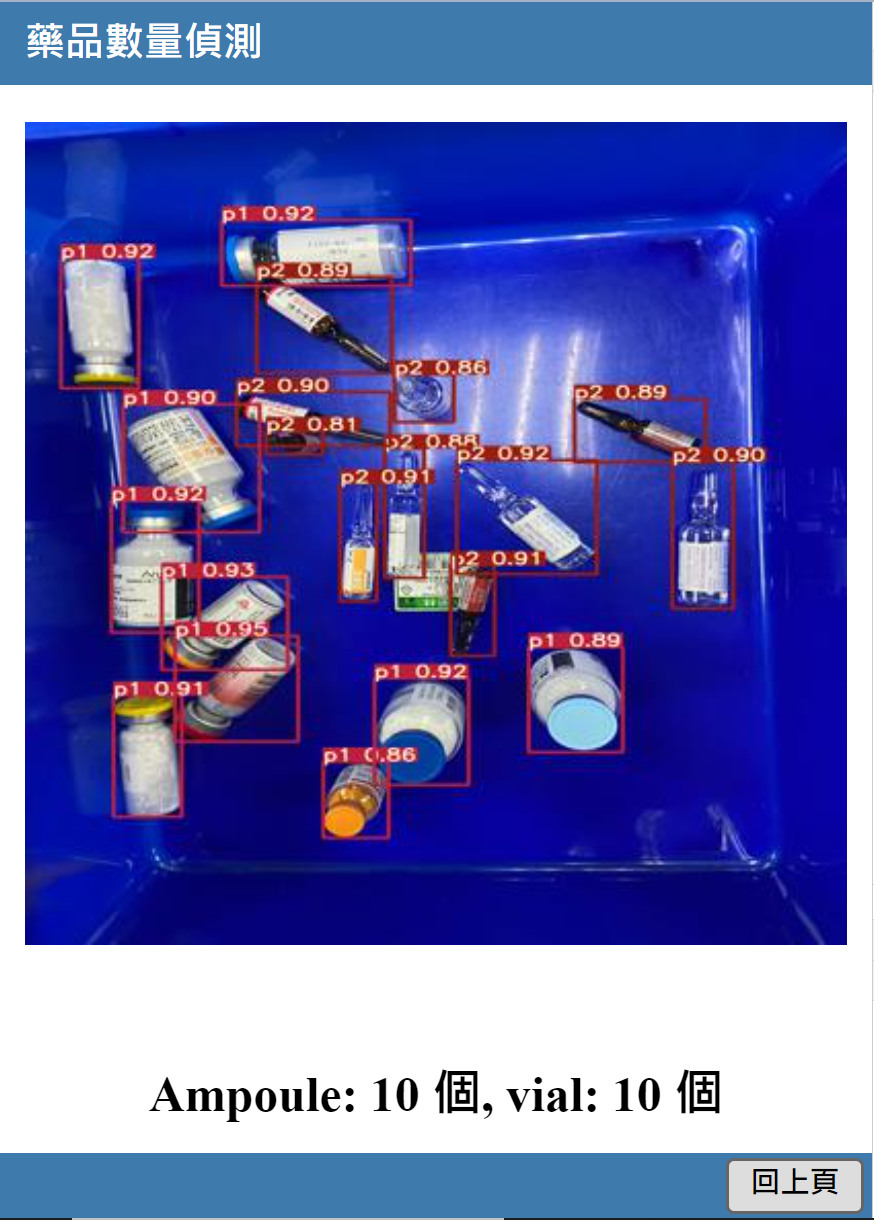 藥品數量偵測
p1 0.92
p1 0.92
p2 0.89
p2 0.86
p2 0.90
p2 0.89
p1 0.90
p2 0.81
p2 0.88
p2 0.92
p2 0.90
p2 0.91
p1 0.92
p2 0.91
p1 0.93
p1 0.95
p1 0.89
p1 0.92
p1 0.91
p1 0.86
Ampoule: 10 個, vial: 10 個
回上頁